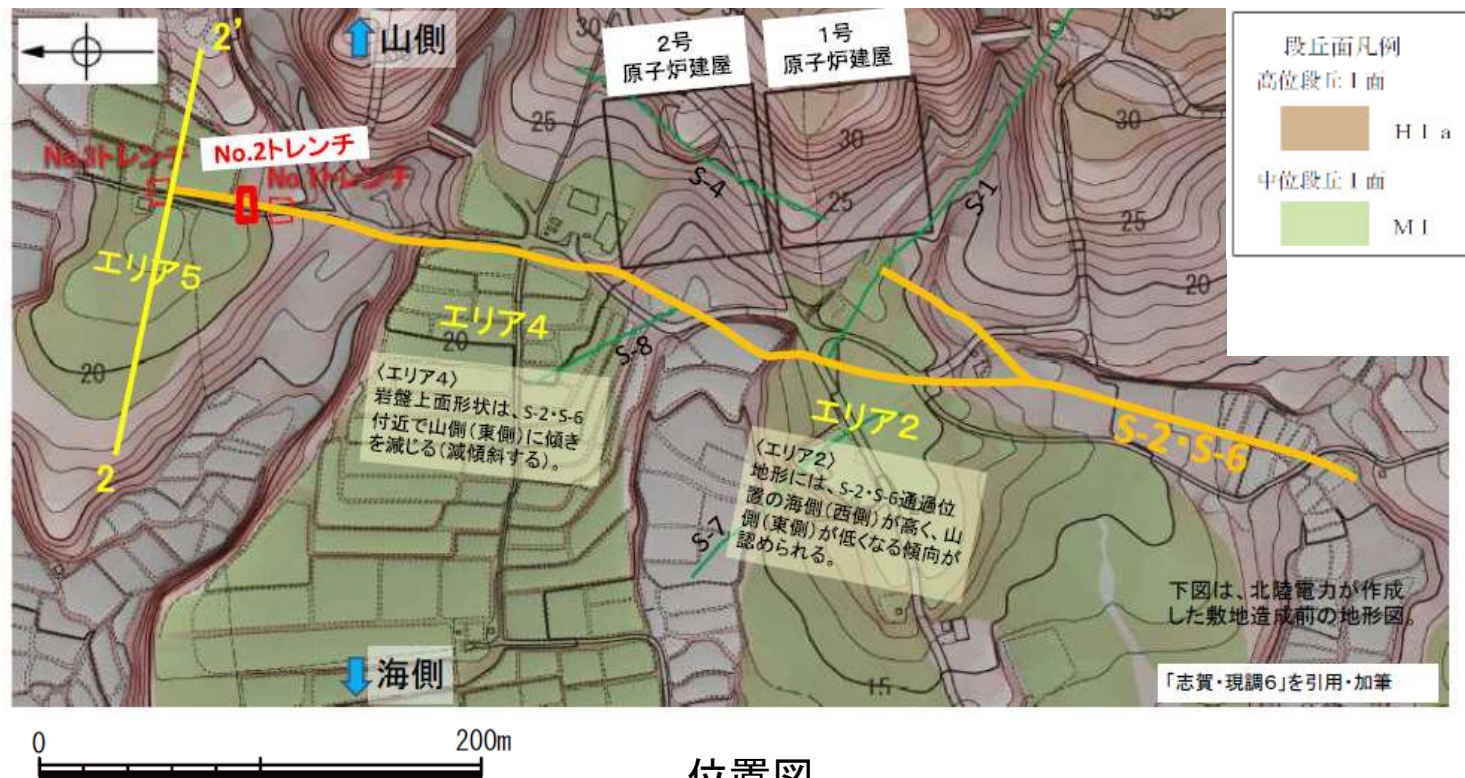 2'
山側
2号
原子炉建屋
1号
原子炉建屋
段丘面凡例
高位段丘Ⅰ面
HⅠa
中位段丘Ⅰ面
MⅠ
30
25
30
30
25
25
20
No.3トレンチ
No.2トレンチ
No.1トレンチ
S-4
S-1
エリア5
エリア4
20
20
S-8
〈エリア4〉
岩盤上面形状は、S-2・S-6
付近で山側(東側)に傾き
を減じる(減傾斜する)。
エリア2
S-2・S-6
〈エリア2〉
地形には、S-2・S-6通過位
置の海側(西側)が高く、山
側(東側)が低くなる傾向が
認められる。
2
S-7
下図は、北陸電力が作成
した敷地造成前の地形図。
海側
15
「志賀・現調6」を引用・加筆
0
200m
位置図